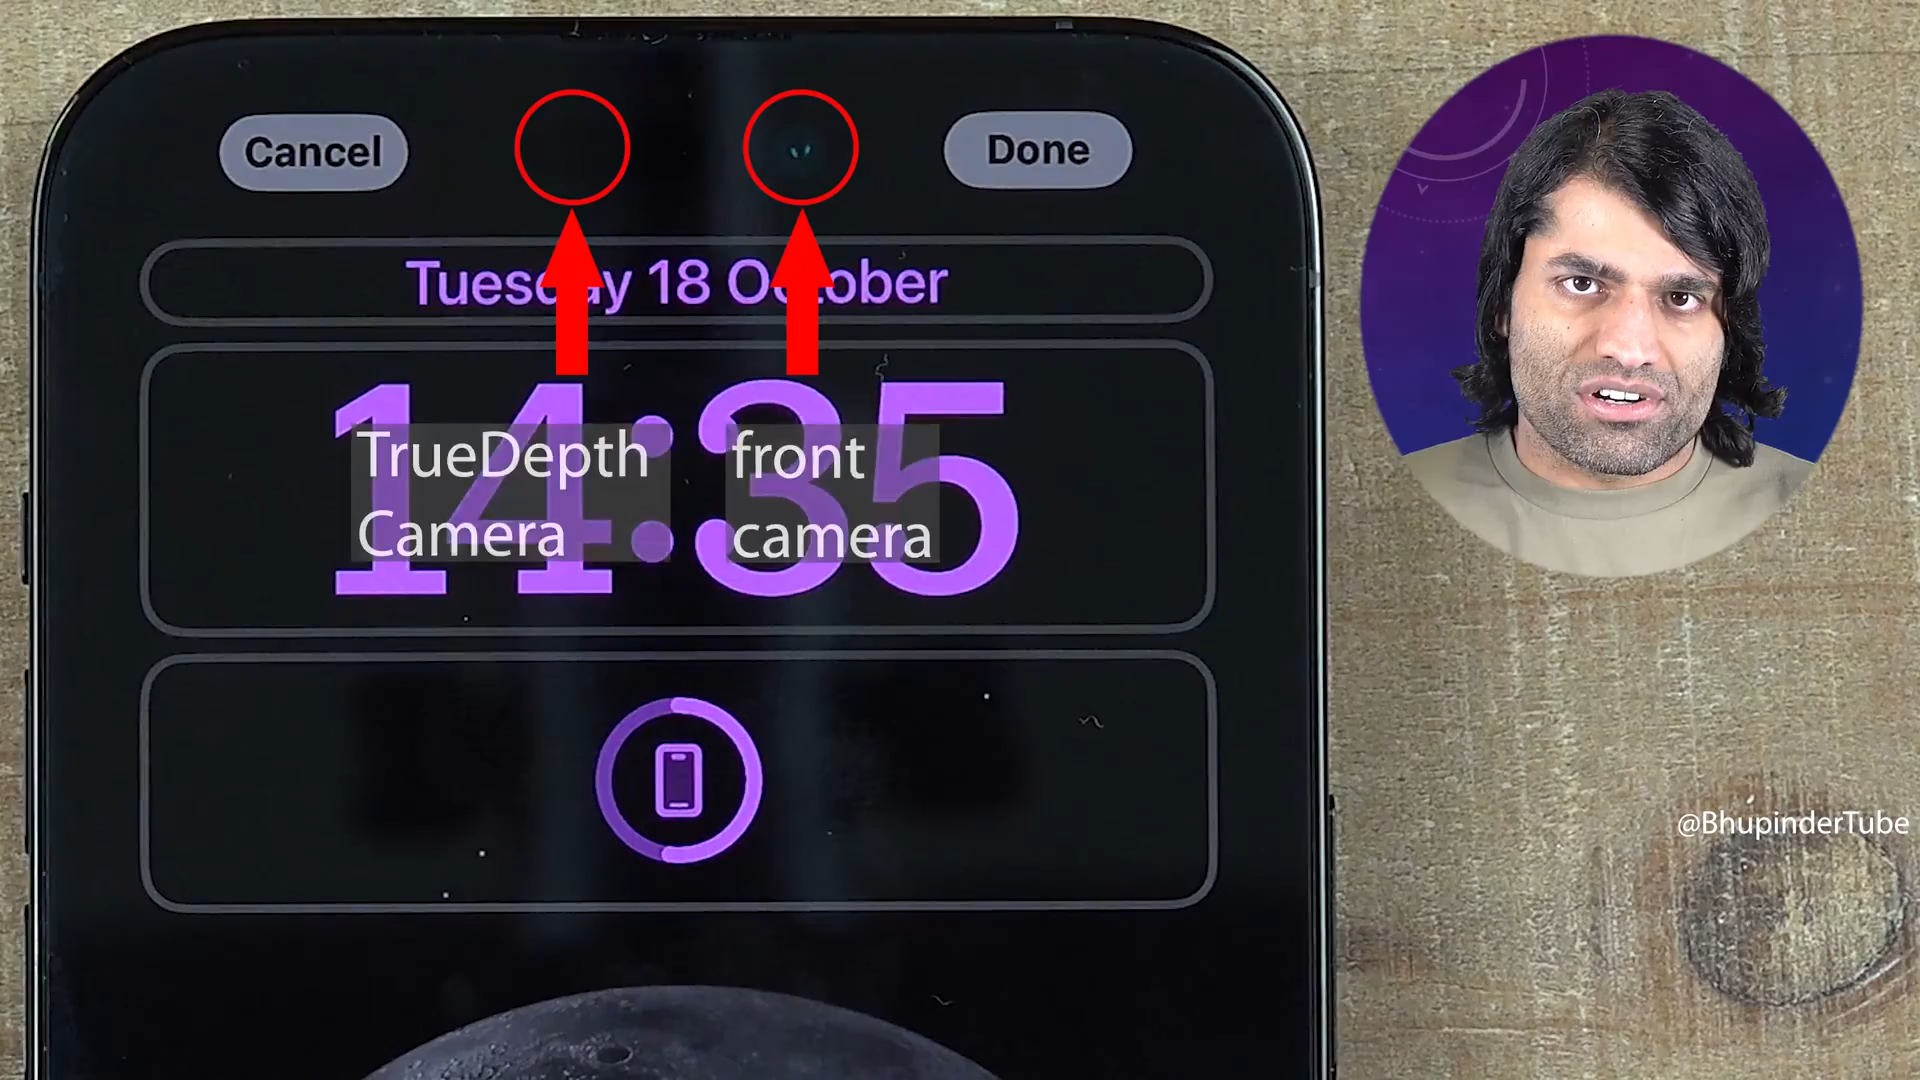 Cancel
Done
Tuesday 18 October
14:35
TrueDepth
Camera
front
camera
@BhupinderTube